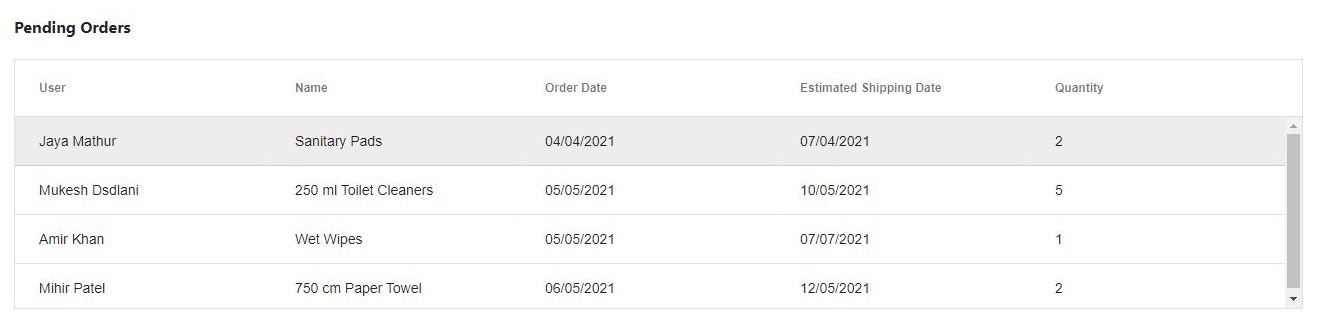 Pending Orders
User Name Order Date Estimated Shipping Date Quantity
Jaya Mathur Sanitary Pads 04/04/2021 07/04/2021 2
Mukesh Dsdlani 250 ml Toilet Cleaners 05/05/2021 10/05/2021 5
Amir Khan Wet Wipes 05/05/2021 07/07/2021 1
Mihir Patel 750 cm Paper Towel 06/05/2021 12/05/2021 2